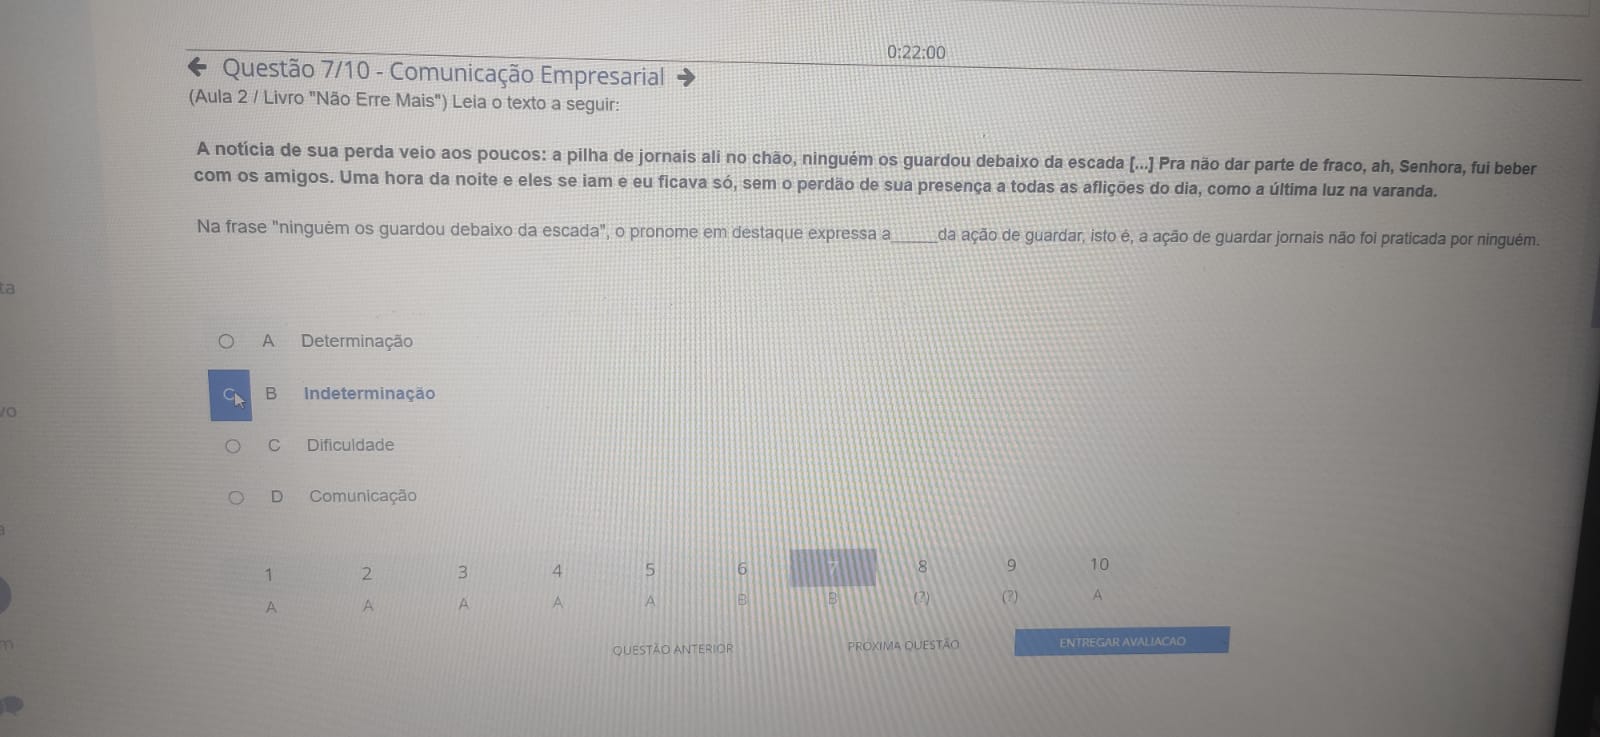 0:22:00
Questão 7/10 - Comunicação Empresarial
(Aula 2 / Livro "Não Erre Mais") Leia o texto a seguir:
A notícia de sua perda veio aos poucos: a pilha de jornais ali no chão, ninguém os guardou debaixo da escada [...] Pra não dar parte de fraco, ah, Senhora, fui beber
com os amigos. Uma hora da noite e eles se iam e eu ficava só, sem o perdão de sua presença a todas as aflições do dia, como a última luz na varanda.
Na frase "ninguém os guardou debaixo da escada", o pronome em destaque expressa a_____da ação de guardar, isto é, a ação de guardar jornais não foi praticada por ninguém.
ta
A Determinação
B Indeterminação
vo
C Dificuldade
D Comunicação
a
1 2 3 4 5 6 7 8 9 10
A A A A A B B (?) (?) A
m
QUESTÃO ANTERIOR PRÓXIMA QUESTÃO ENTREGAR AVALIACAO